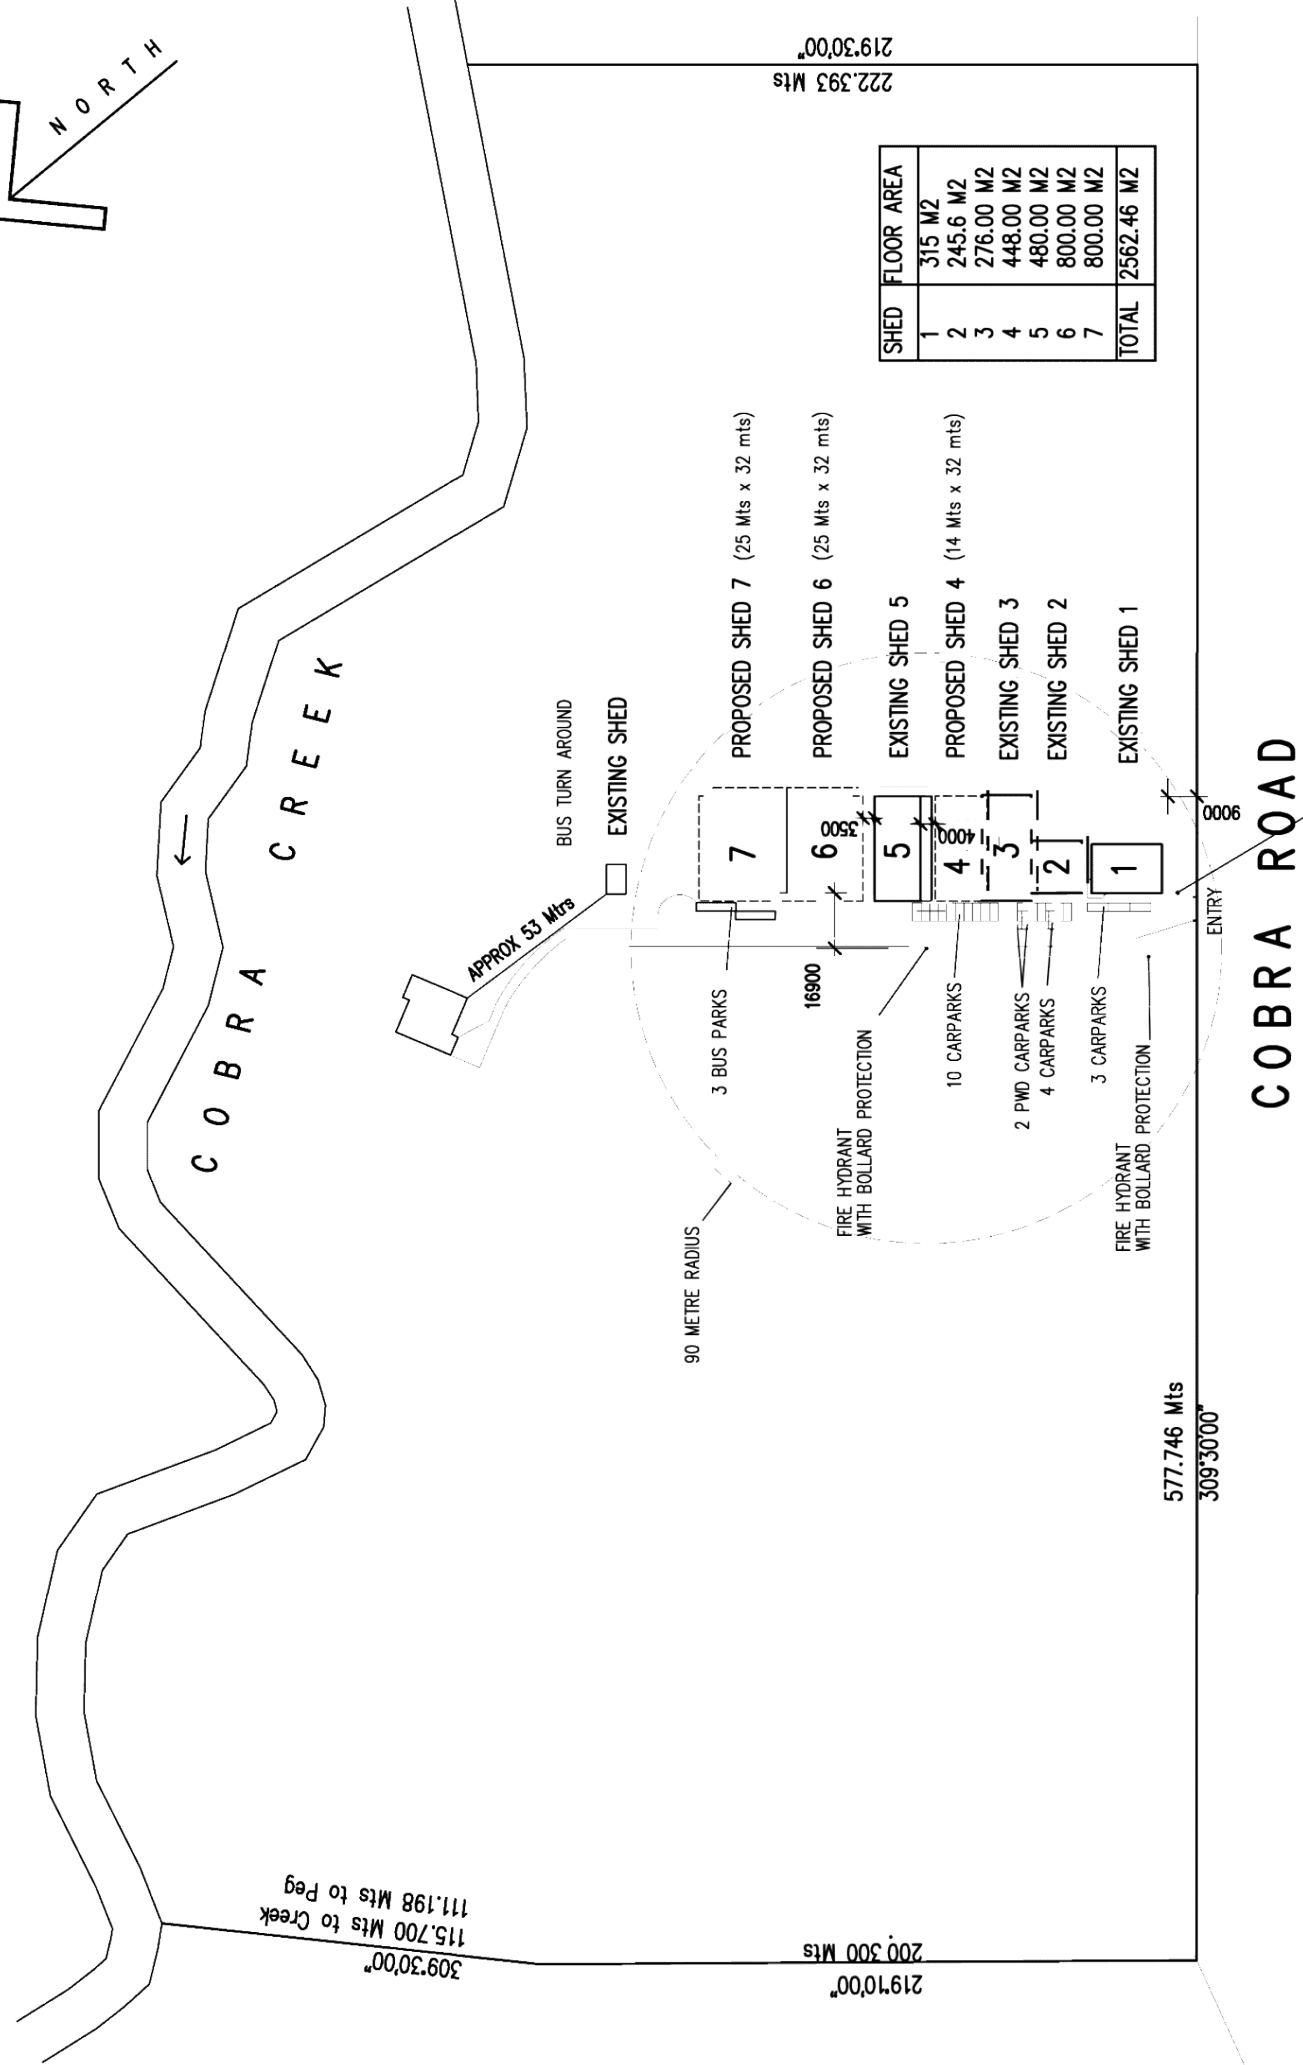 NORTH
219°30'00"
222.393 Mts
SHED FLOOR AREA
1 315 M2
2 245.6 M2
3 276.00 M2
4 448.00 M2
5 480.00 M2
6 800.00 M2
7 800.00 M2
TOTAL 2562.46 M2
COBRA CREEK
BUS TURN AROUND
EXISTING SHED
APPROX 53 Mtrs
PROPOSED SHED 7 (25 Mts x 32 mts)
PROPOSED SHED 6 (25 Mts x 32 mts)
EXISTING SHED 5
PROPOSED SHED 4 (14 Mts x 32 mts)
EXISTING SHED 3
EXISTING SHED 2
EXISTING SHED 1
7
6
3500
5
4000
4
3
2
1
9000
ENTRY
16900
3 BUS PARKS
FIRE HYDRANT
WITH BOLLARD PROTECTION
10 CARPARKS
2 PWD CARPARKS
4 CARPARKS
3 CARPARKS
FIRE HYDRANT
WITH BOLLARD PROTECTION
90 METRE RADIUS
COBRA ROAD
577.746 Mts
309°30'00"
111.198 Mts to Peg
115.700 Mts to Creek
309°30'00"
200.300 Mts
219°10'00"